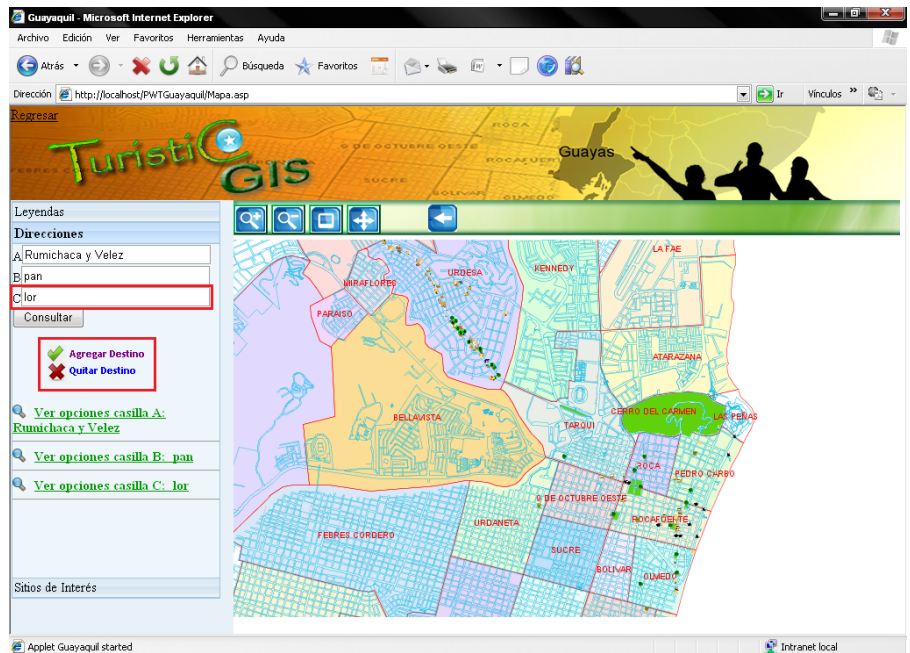 Guayaquil - Microsoft Internet Explorer
Archivo Edición Ver Favoritos Herramientas Ayuda
Atrás Búsqueda Favoritos
Dirección http://localhost/PWTGuayaquil/Mapa.asp Ir Vínculos »
Regresar
TuristiC GIS
ROCA
9 DE OCTUBRE OESTE
ROCAFUERTE
SUCRE
BOLIVAR
OLMEDO
Guayas
Leyendas
Direcciones
A Rumichaca y Velez
B pan
C lor
Consultar
Agregar Destino
Quitar Destino
Ver opciones casilla A:
Rumichaca y Velez
Ver opciones casilla B: pan
Ver opciones casilla C: lor
Sitios de Interés
LA FAE
URDESA
KENNEDY
MIRAFLORES
PARAISO
ATARAZANA
BELLAVISTA
CERRO DEL CARMEN
LAS PEÑAS
TARQUI
ROCA
PEDRO CARBO
9 DE OCTUBRE OESTE
ROCAFUERTE
URDANETA
FEBRES CORDERO
SUCRE
BOLIVAR
OLMEDO
Applet Guayaquil started
Intranet local